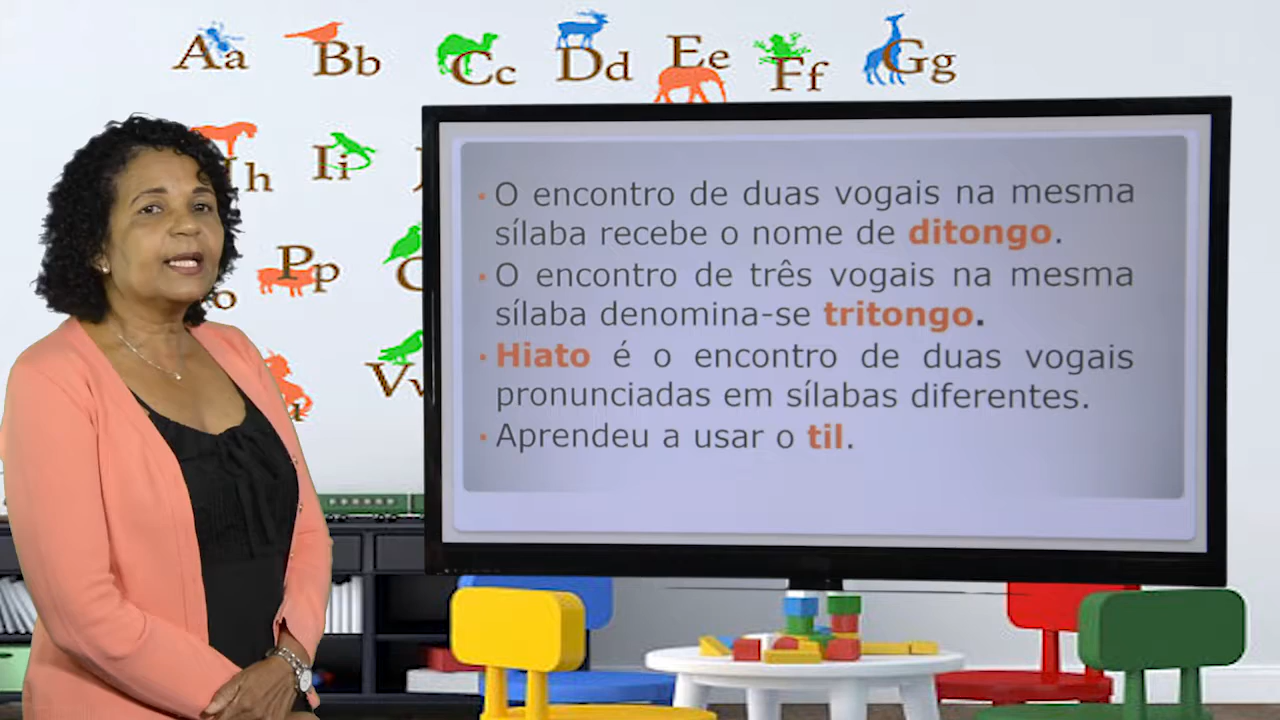 Aa Bb Cc Dd Ee Ff Gg
h Ii
Pp
o
Vv
• O encontro de duas vogais na mesma
sílaba recebe o nome de ditongo.
• O encontro de três vogais na mesma
sílaba denomina-se tritongo.
• Hiato é o encontro de duas vogais
pronunciadas em sílabas diferentes.
• Aprendeu a usar o til.